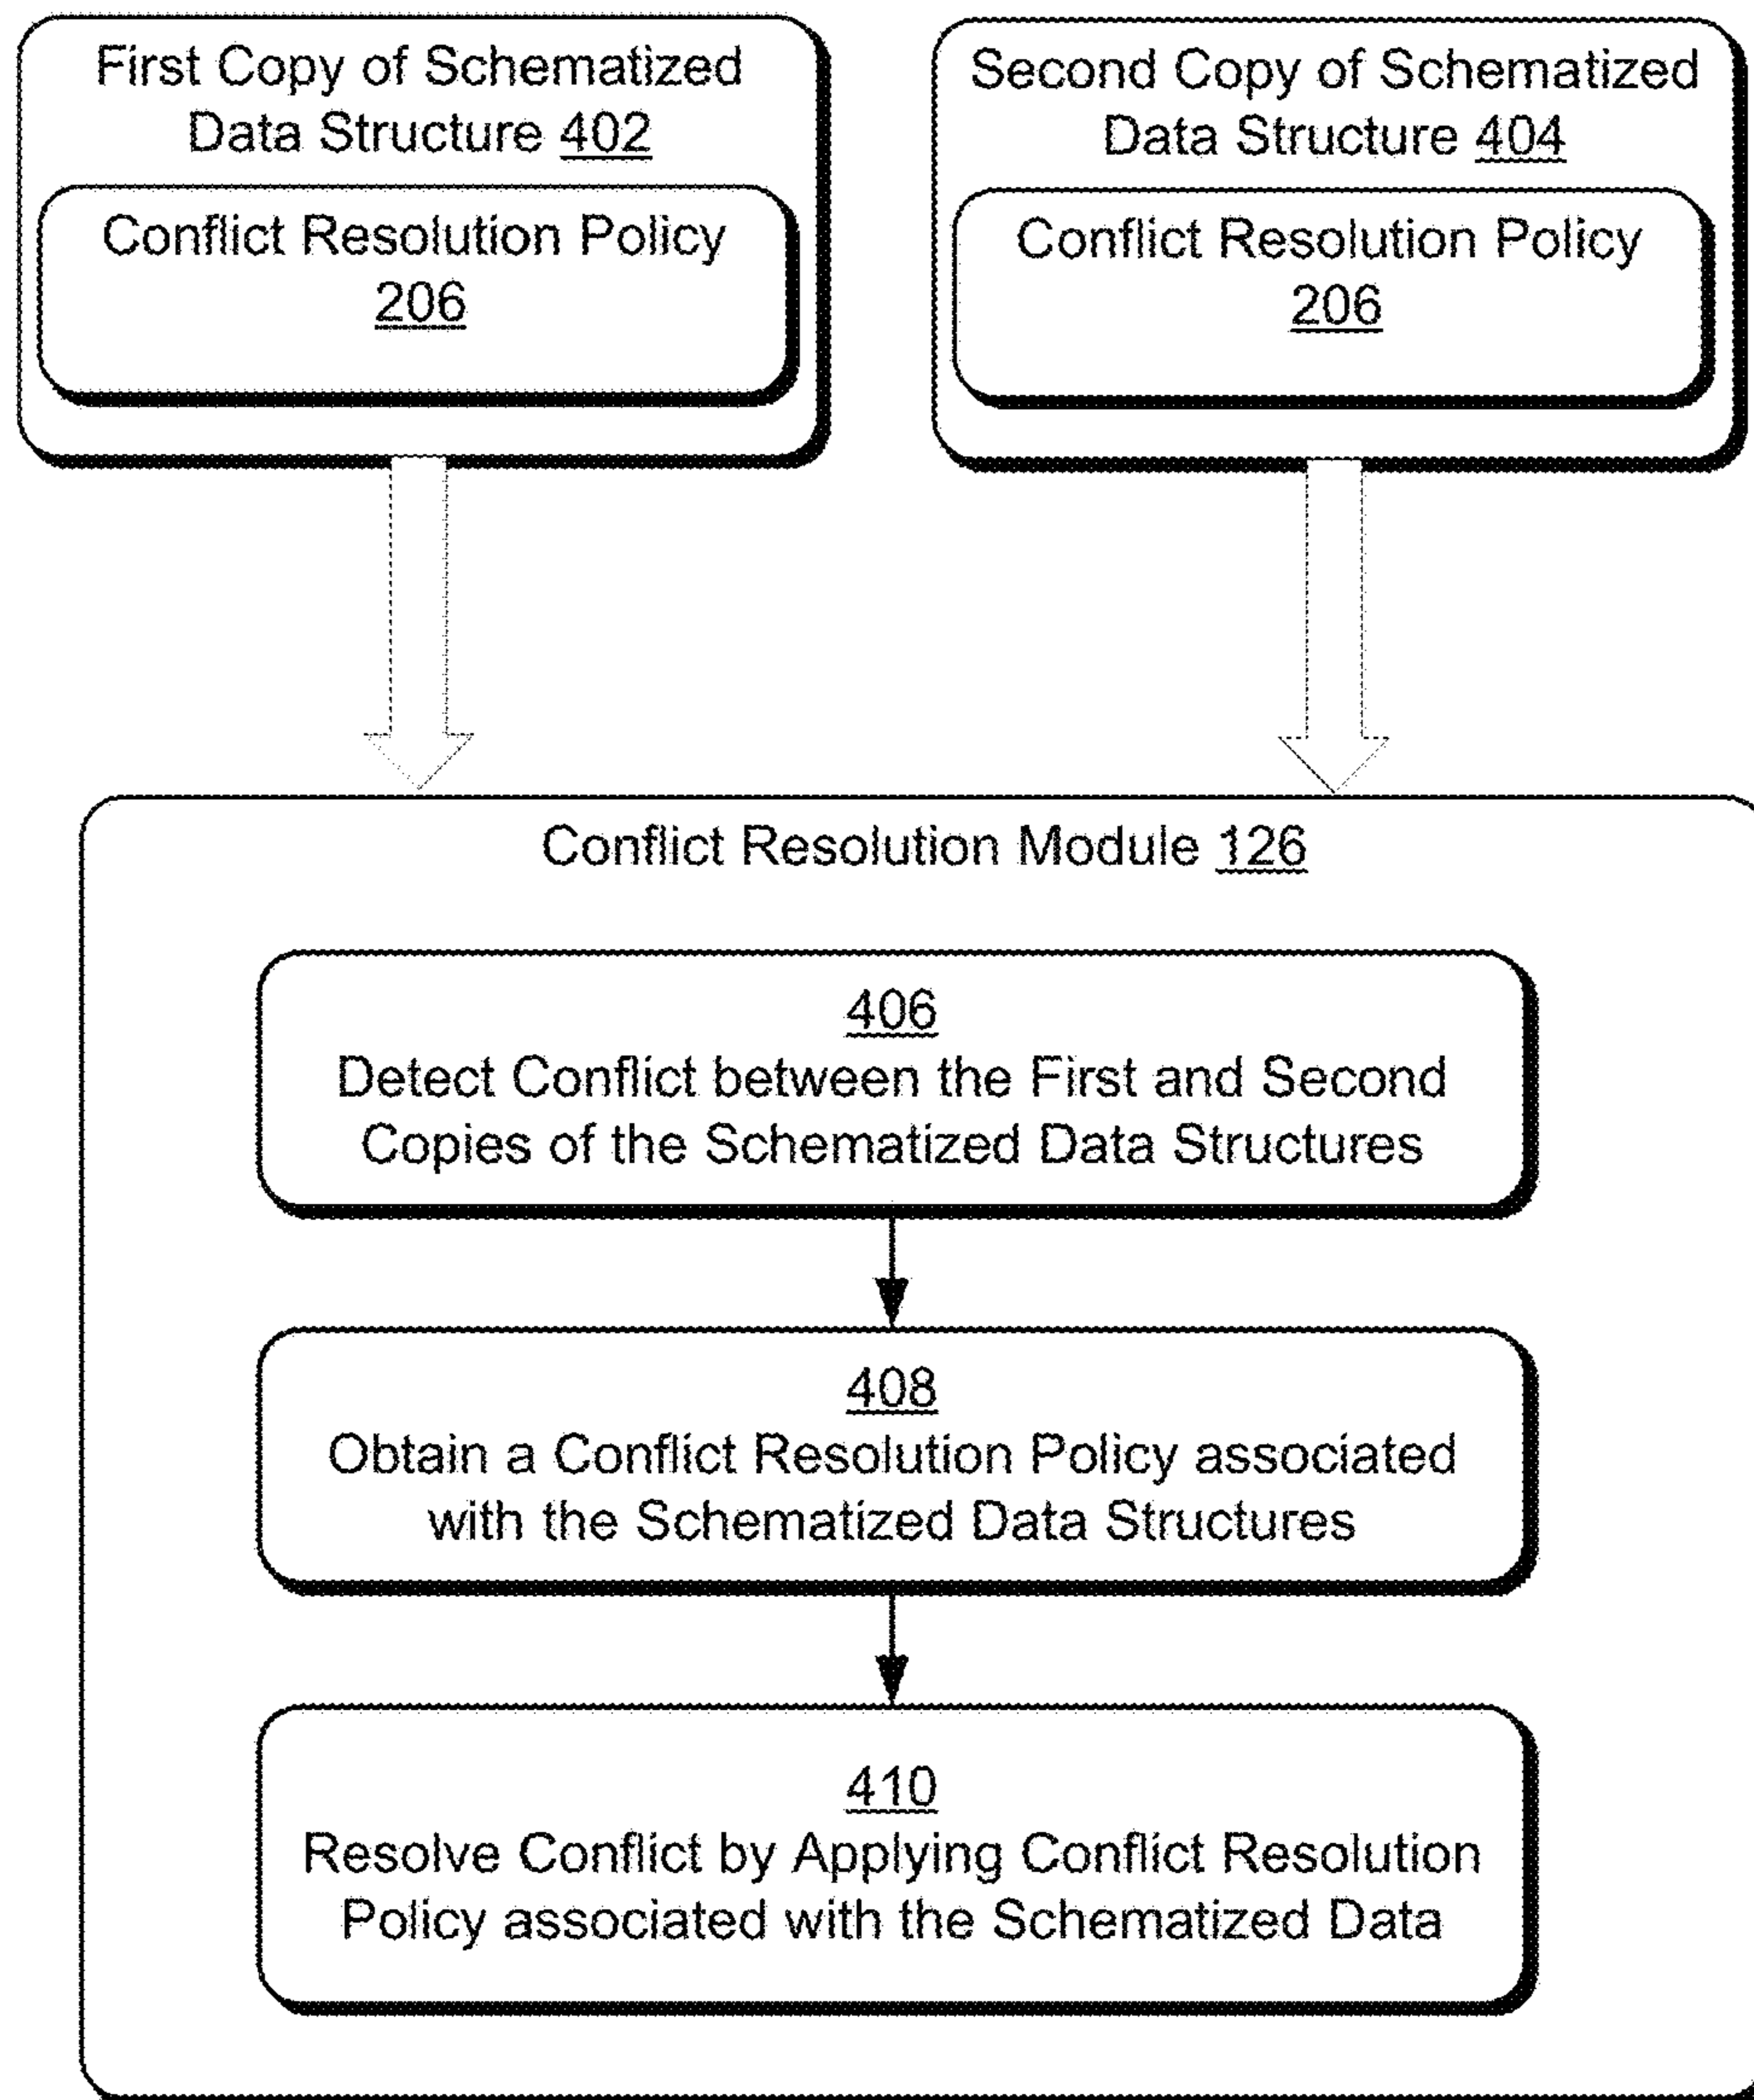 First Copy of Schematized
Data Structure 402
Conflict Resolution Policy
206
Second Copy of Schematized
Data Structure 404
Conflict Resolution Policy
206
Conflict Resolution Module 126
406
Detect Conflict between the First and Second
Copies of the Schematized Data Structures
408
Obtain a Conflict Resolution Policy associated
with the Schematized Data Structures
410
Resolve Conflict by Applying Conflict Resolution
Policy associated with the Schematized Data